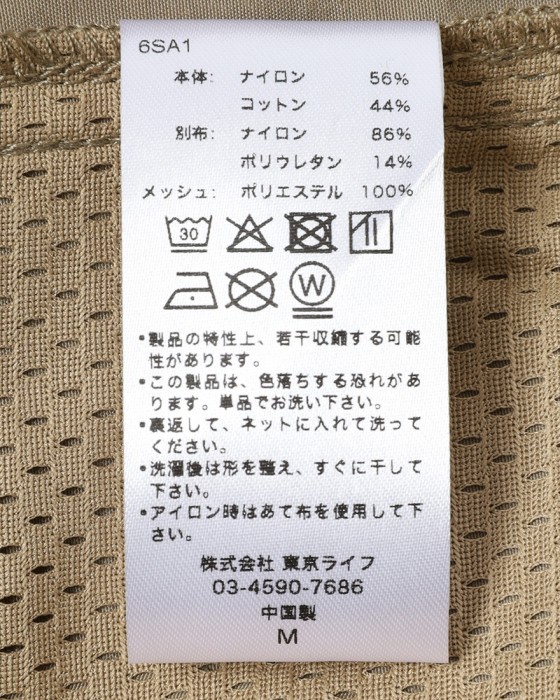 6SA1
本体: ナイロン 56%
コットン 44%
別布: ナイロン 86%
ポリウレタン 14%
メッシュ: ポリエステル 100%
30
W
•製品の特性上、若干収縮する可能
性があります。
•この製品は、色落ちする恐れがあ
ります。単品でお洗い下さい。
•裏返して、ネットに入れて洗って
ください。
•洗濯後は形を整え、すぐに干して
下さい。
•アイロン時はあて布を使用して下
さい。
株式会社 東京ライフ
03-4590-7686
中国製
M